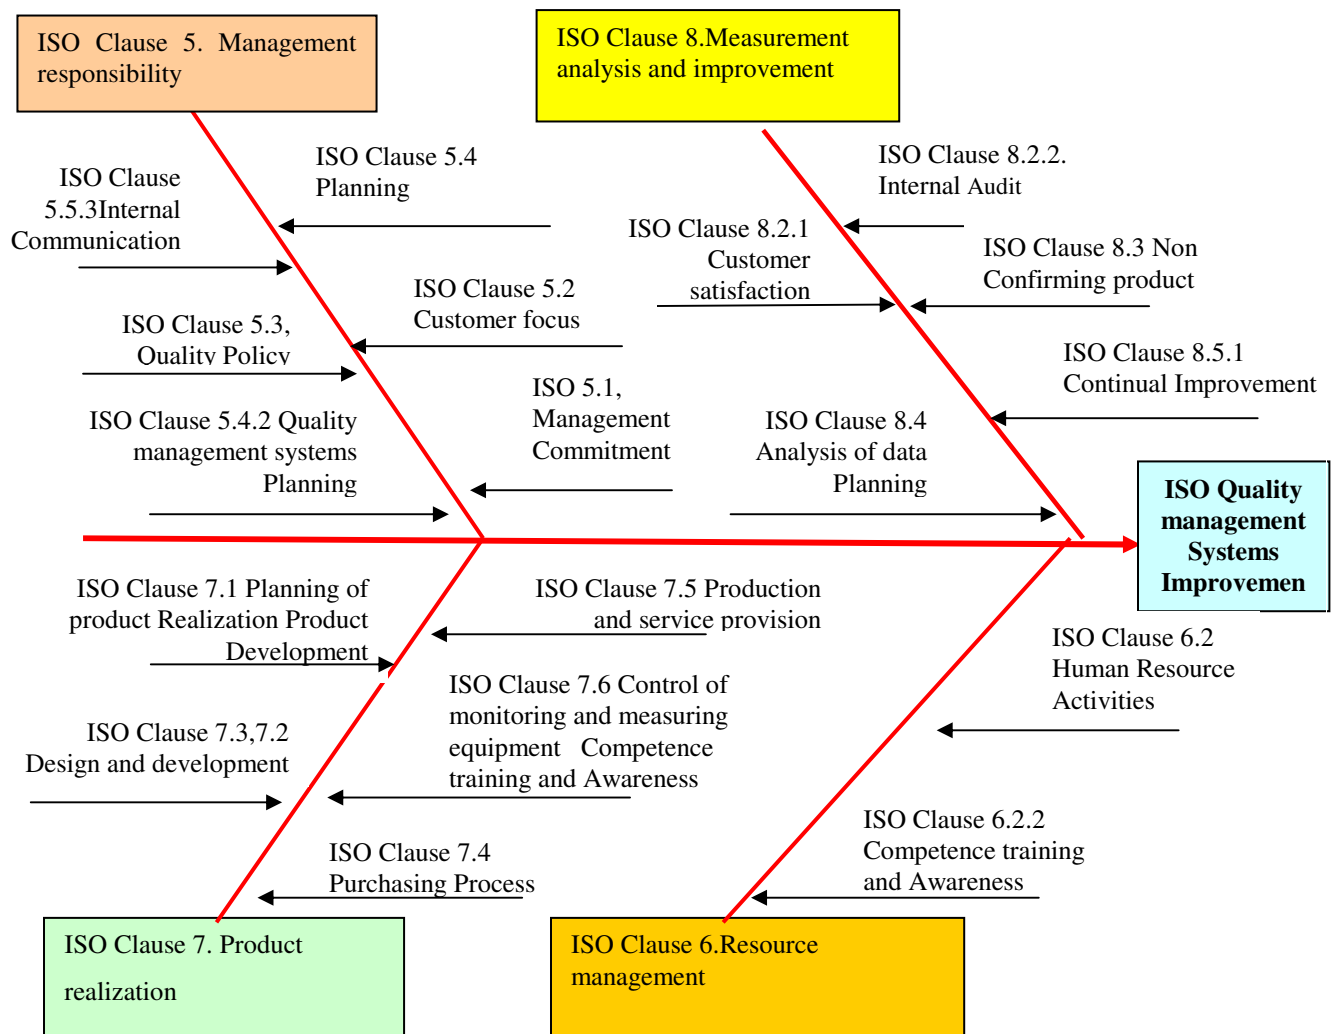 ISO Clause 5. Management
responsibility
ISO Clause 8.Measurement
analysis and improvement
ISO Clause 5.4
Planning
ISO Clause
5.5.3Internal
Communication
ISO Clause 8.2.2.
Internal Audit
ISO Clause 8.2.1
Customer
satisfaction
ISO Clause 8.3 Non
Confirming product
ISO Clause 5.2
Customer focus
ISO Clause 5.3,
Quality Policy
ISO Clause 8.5.1
Continual Improvement
ISO 5.1,
Management
Commitment
ISO Clause 5.4.2 Quality
management systems
Planning
ISO Clause 8.4
Analysis of data
Planning
ISO Quality
management
Systems
Improvemen
ISO Clause 7.1 Planning of
product Realization Product
Development
ISO Clause 7.5 Production
and service provision
ISO Clause 6.2
Human Resource
Activities
ISO Clause 7.6 Control of
monitoring and measuring
equipment Competence
training and Awareness
ISO Clause 7.3,7.2
Design and development
ISO Clause 6.2.2
Competence training
and Awareness
ISO Clause 7.4
Purchasing Process
ISO Clause 7. Product
realization
ISO Clause 6.Resource
management